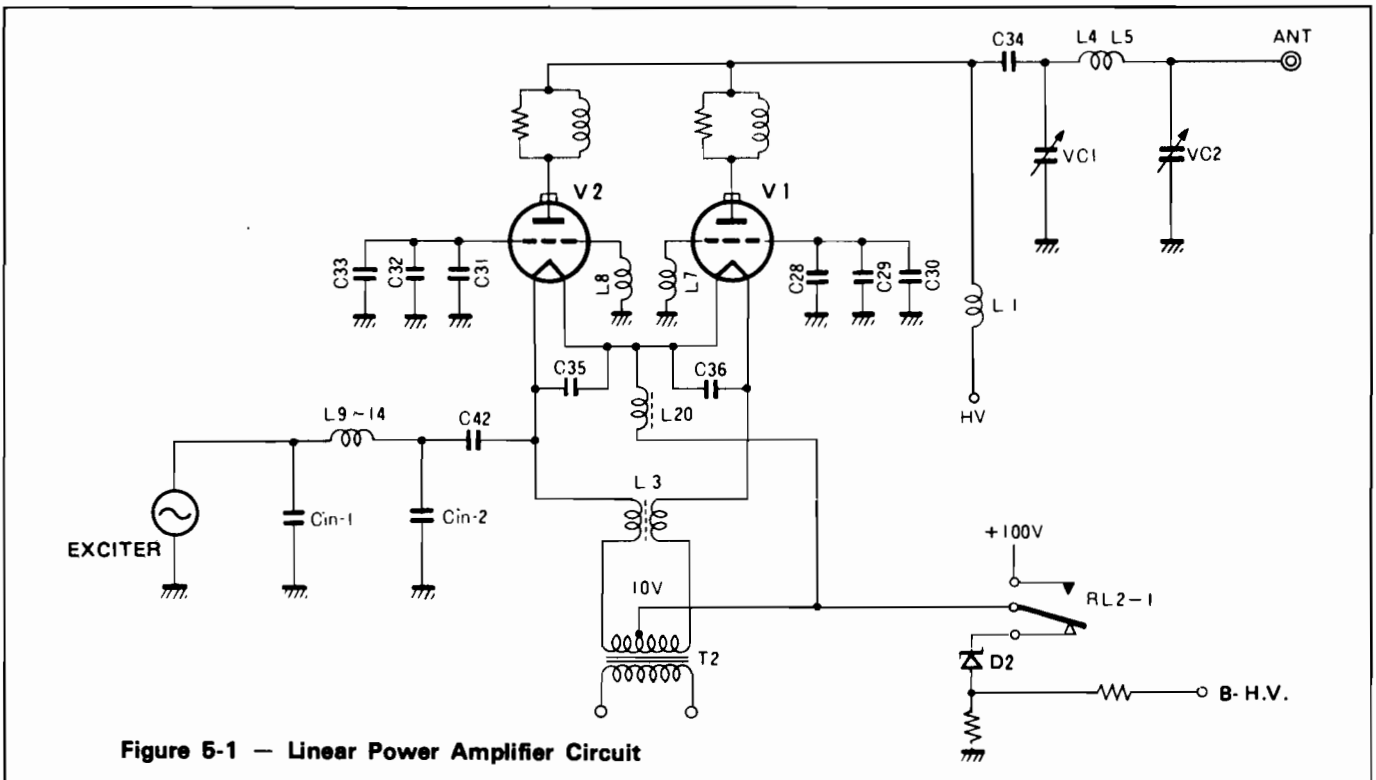 C34
L4 L5
ANT
VC1
VC2
V2
V1
C33
C32
C31
L8
L7
C28
C29
C30
L1
C35
C36
L20
HV
L9~14
C42
L3
Cin-1
Cin-2
EXCITER
+100V
10V
RL2-1
T2
D2
B- H.V.
Figure 5-1 — Linear Power Amplifier Circuit